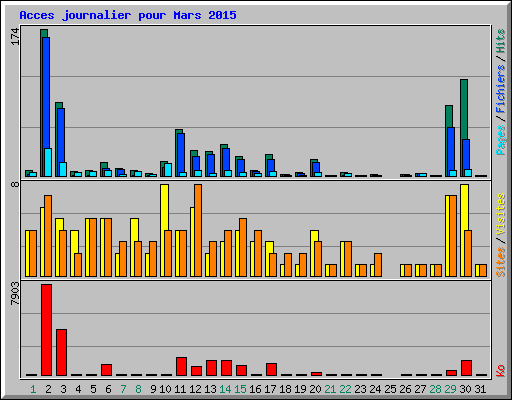 Acces journalier pour Mars 2015
174
Pages/Fichiers/Hits
8
Sites/Visites
7903
Ko
1 2 3 4 5 6 7 8 9 10 11 12 13 14 15 16 17 18 19 20 21 22 23 24 25 26 27 28 29 30 31